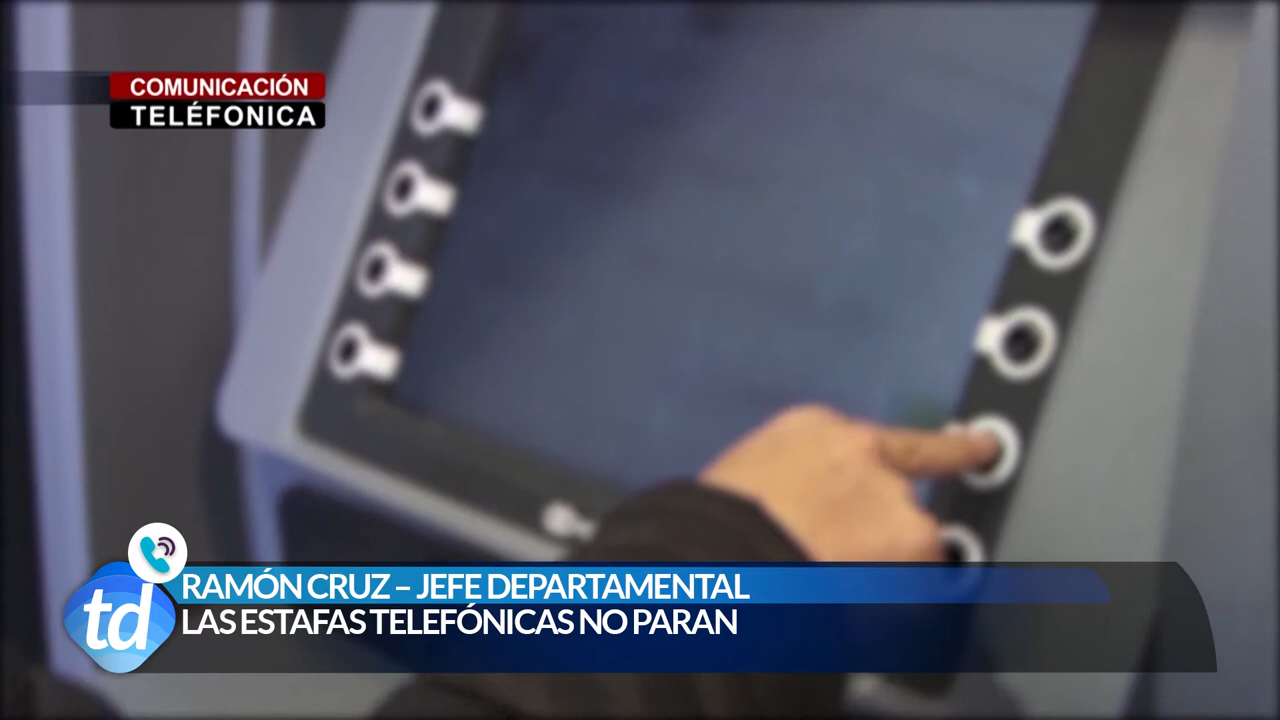 COMUNICACIÓN
TELÉFONICA
RAMÓN CRUZ – JEFE DEPARTAMENTAL
td
LAS ESTAFAS TELEFÓNICAS NO PARAN